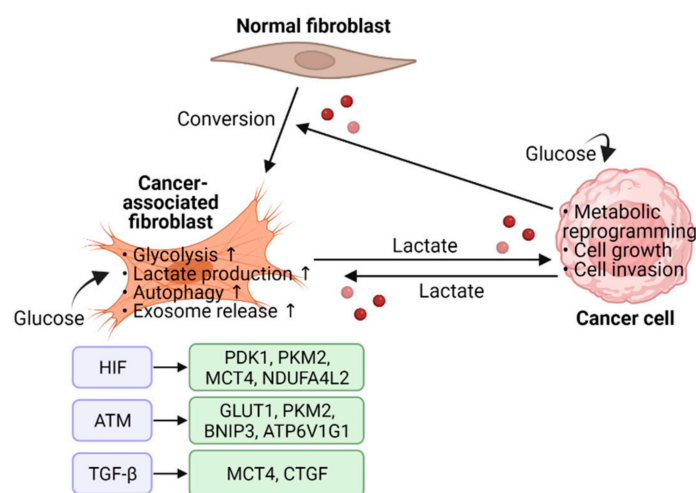 Normal fibroblast
Conversion
Glucose
Cancer-
associated
fibroblast
• Glycolysis ↑
• Lactate production ↑
• Autophagy ↑
• Exosome release ↑
Glucose
Lactate
Lactate
• Metabolic
reprogramming
• Cell growth
• Cell invasion
Cancer cell
HIF
PDK1, PKM2,
MCT4, NDUFA4L2
ATM
GLUT1, PKM2,
BNIP3, ATP6V1G1
TGF-β
MCT4, CTGF